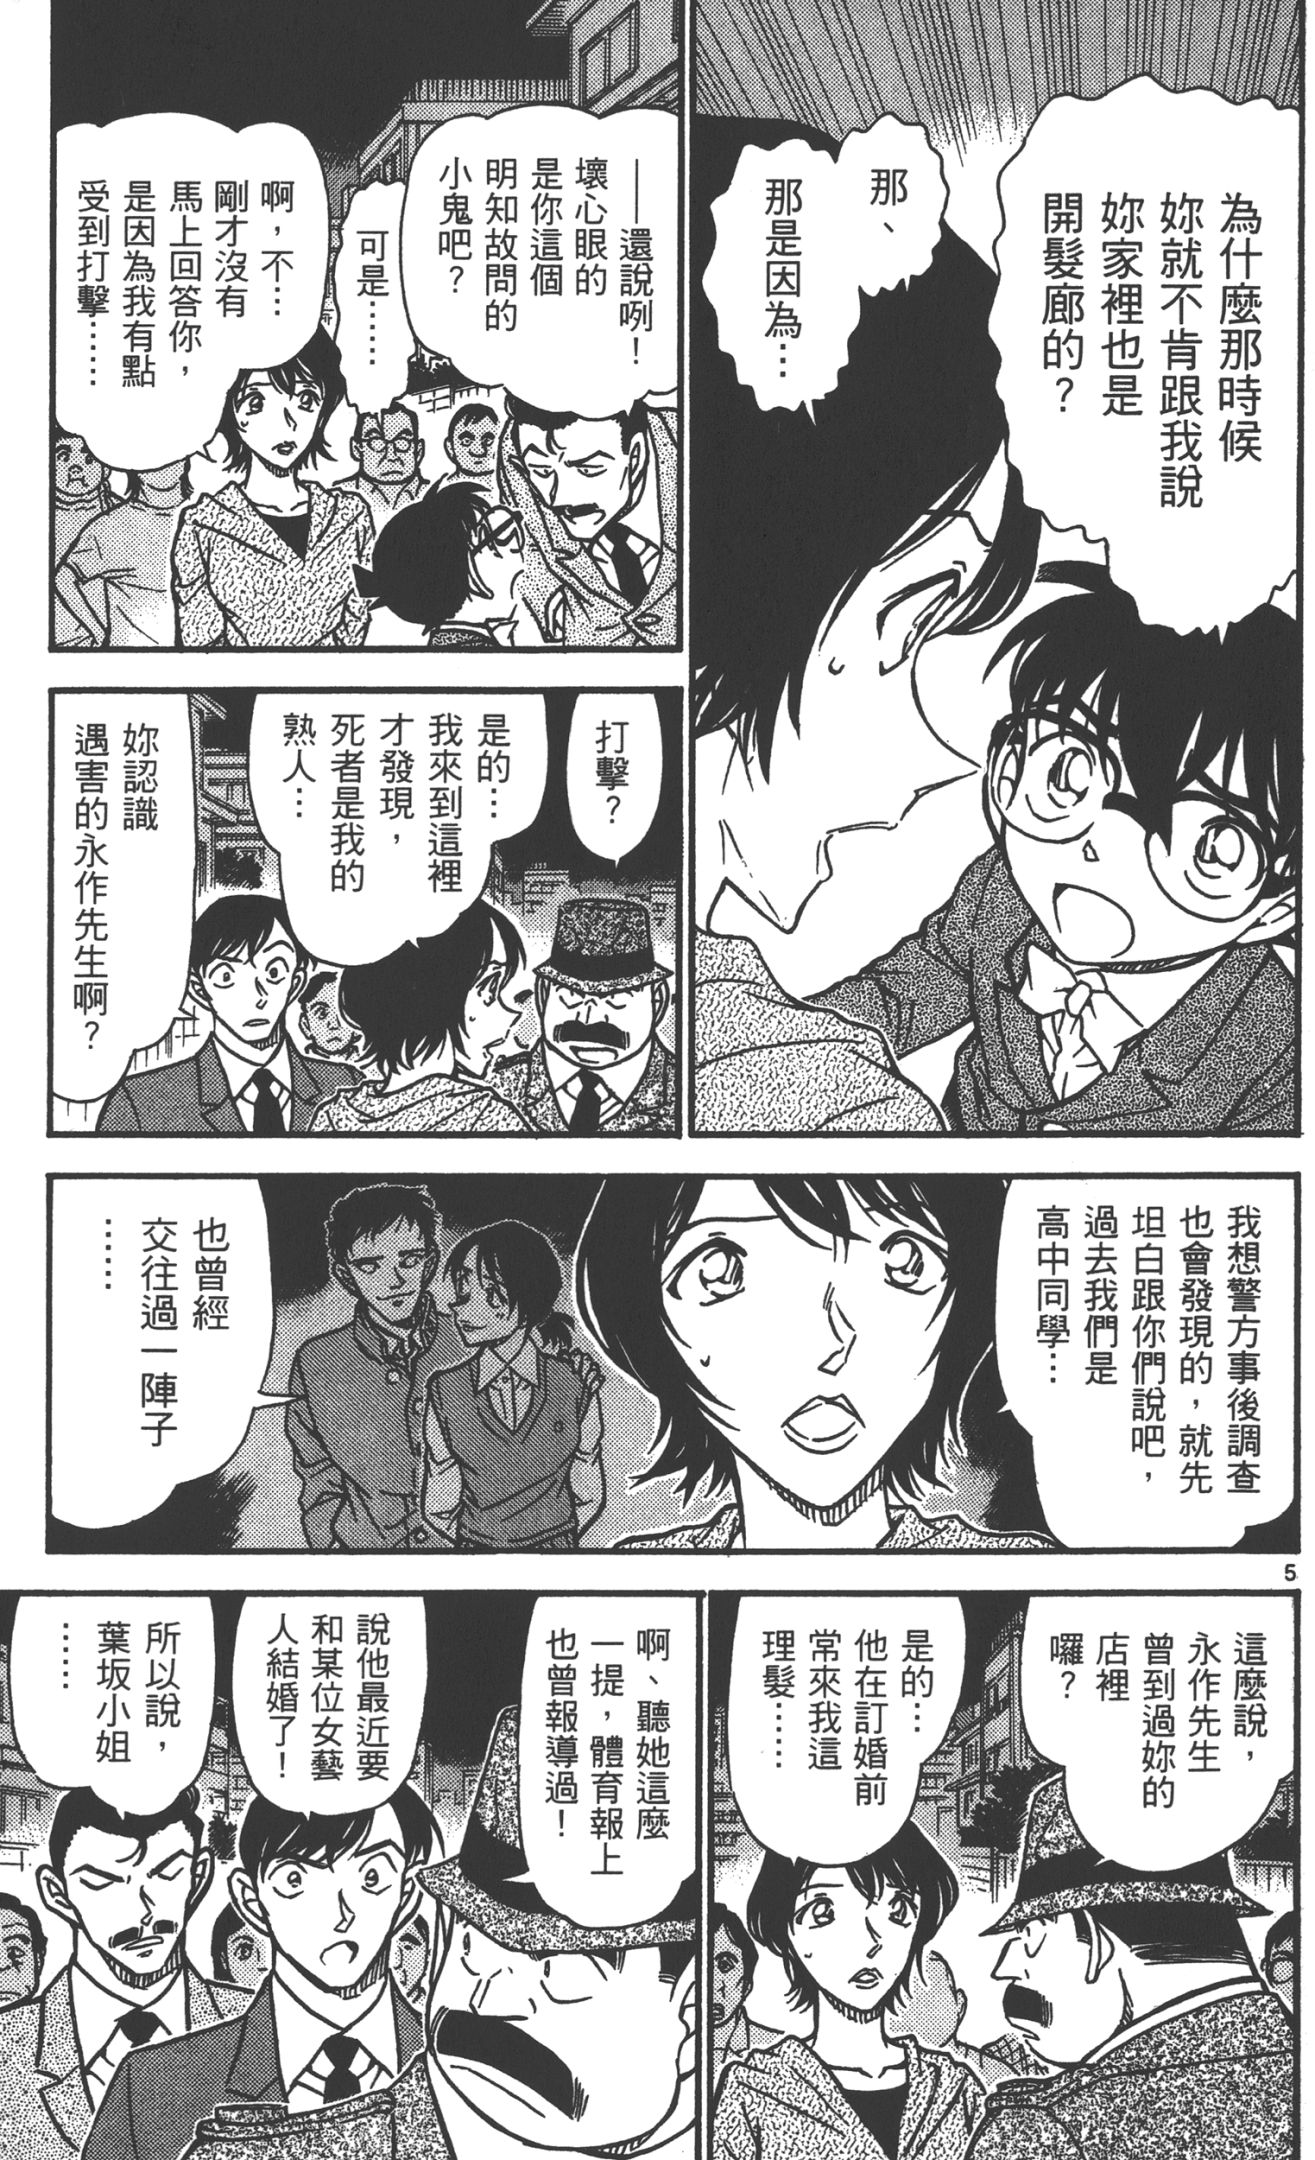 為什麼那時候
妳就不肯跟我說
妳家裡也是
開髮廊的？
那、
那是因為…
——還說咧！
壞心眼的
是你這個
明知故問的
小鬼吧？
可是……
啊，不…
剛才沒有
馬上回答你，
是因為我有點
受到打擊……
打擊？
是的…
我來到這裡
才發現，
死者是我的
熟人…
妳認識
遇害的永作先生啊？
我想警方事後調查
也會發現的，就先
坦白跟你們說吧，
過去我們是
高中同學…
也曾經
交往過一陣子
……
5
這麼說，
永作先生
曾到過妳的
店裡
囉？
是的…
他在訂婚前
常來我這
理髮……
啊、聽她這麼
一提，體育報上
也曾報導過！
說他最近要
和某位女藝
人結婚了！
所以說，
葉坂小姐
……